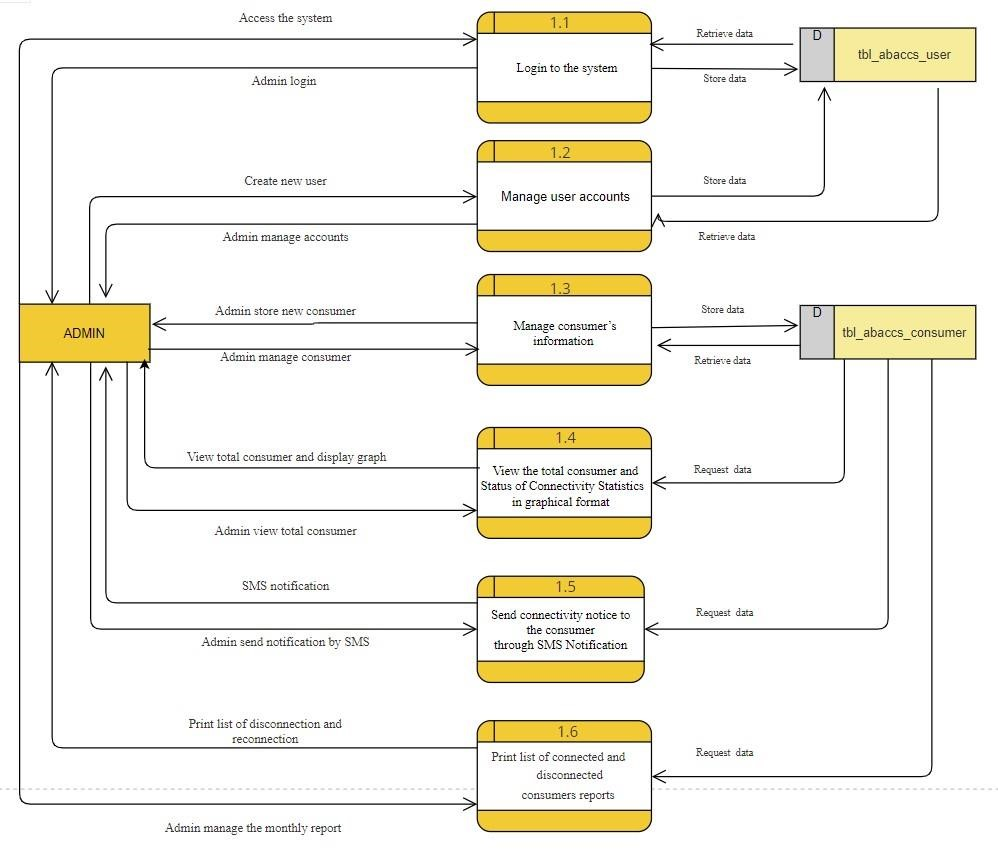 Access the system
1.1
Login to the system
Admin login
Retrieve data
Store data
D
tbl_abaccs_user
1.2
Create new user
Manage user accounts
Admin manage accounts
Store data
Retrieve data
ADMIN
1.3
Admin store new consumer
Manage consumer's
information
Admin manage consumer
Store data
Retrieve data
D
tbl_abaccs_consumer
1.4
View total consumer and display graph
View the total consumer and
Status of Connectivity Statistics
in graphical format
Admin view total consumer
Request data
1.5
SMS notification
Send connectivity notice to
the consumer
through SMS Notification
Admin send notification by SMS
Request data
1.6
Print list of disconnection and
reconnection
Print list of connected and
disconnected
consumers reports
Admin manage the monthly report
Request data